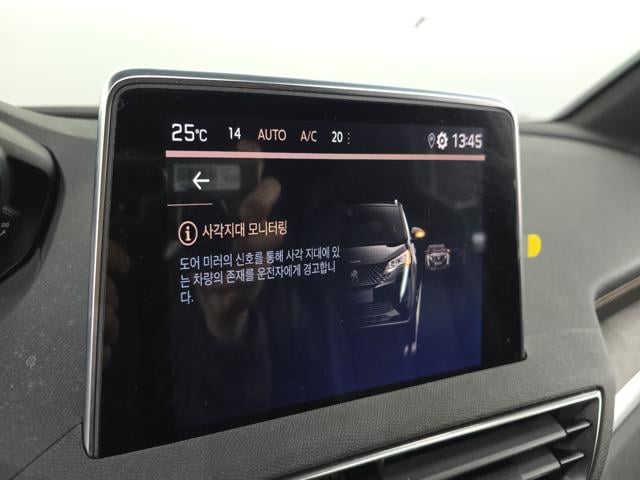 25°C 14 AUTO A/C 20 13:45
사각지대 모니터링
도어 미러의 신호를 통해 사각 지대에 있
는 차량의 존재를 운전자에게 경고합니
다.